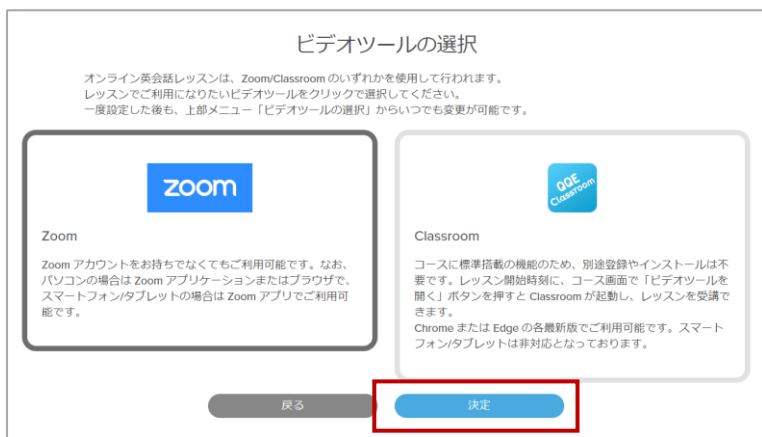 ビデオツールの選択
オンライン英会話レッスンは、Zoom/Classroom のいずれかを使用して行われます。
レッスンでご利用になりたいビデオツールをクリックで選択してください。
一度設定した後も、上部メニュー「ビデオツールの選択」からいつでも変更が可能です。
zoom
Zoom
Zoom アカウントをお持ちでなくてもご利用可能です。なお、
パソコンの場合は Zoom アプリケーションまたはブラウザで、
スマートフォン/タブレットの場合は Zoom アプリでご利用可
能です。
QQE
Classroom
Classroom
コースに標準搭載の機能のため、別途登録やインストールは不
要です。レッスン開始時刻に、コース画面で「ビデオツールを
開く」ボタンを押すと Classroom が起動し、レッスンを受講で
きます。
Chrome または Edge の各最新版でご利用可能です。スマート
フォン/タブレットは非対応となっております。
戻る
決定